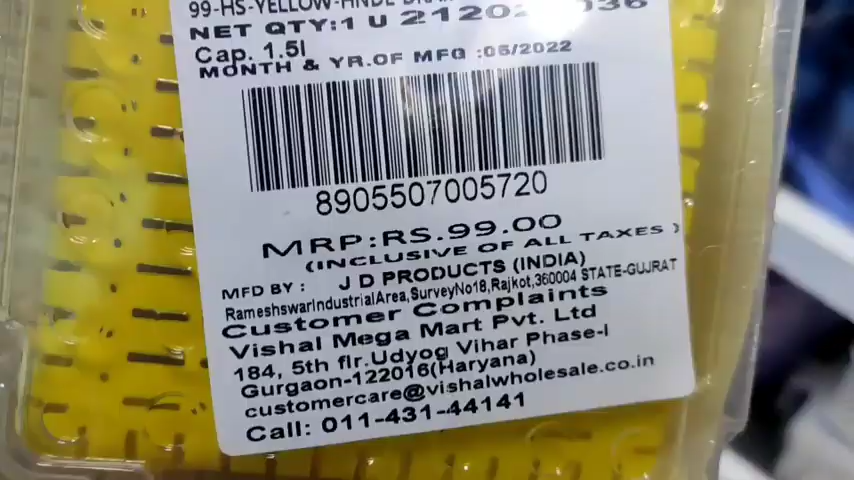 99-HS-YELLOW-HNDL
NET QTY:1 U 2120
Cap. 1.5l
MONTH & YR.OF MFG :05/2022
8905507005720
MRP:RS.99.00
(INCLUSIVE OF ALL TAXES )
MFD BY : J D PRODUCTS (INDIA)
RameshswarIndustrialArea,SurveyNo18,Rajkot,360004 STATE-GUJRAT
Customer Complaints
Vishal Mega Mart Pvt. Ltd
184, 5th flr.Udyog Vihar Phase-I
Gurgaon-122016(Haryana)
customercare@vishalwholesale.co.in
Call: 011-431-44141